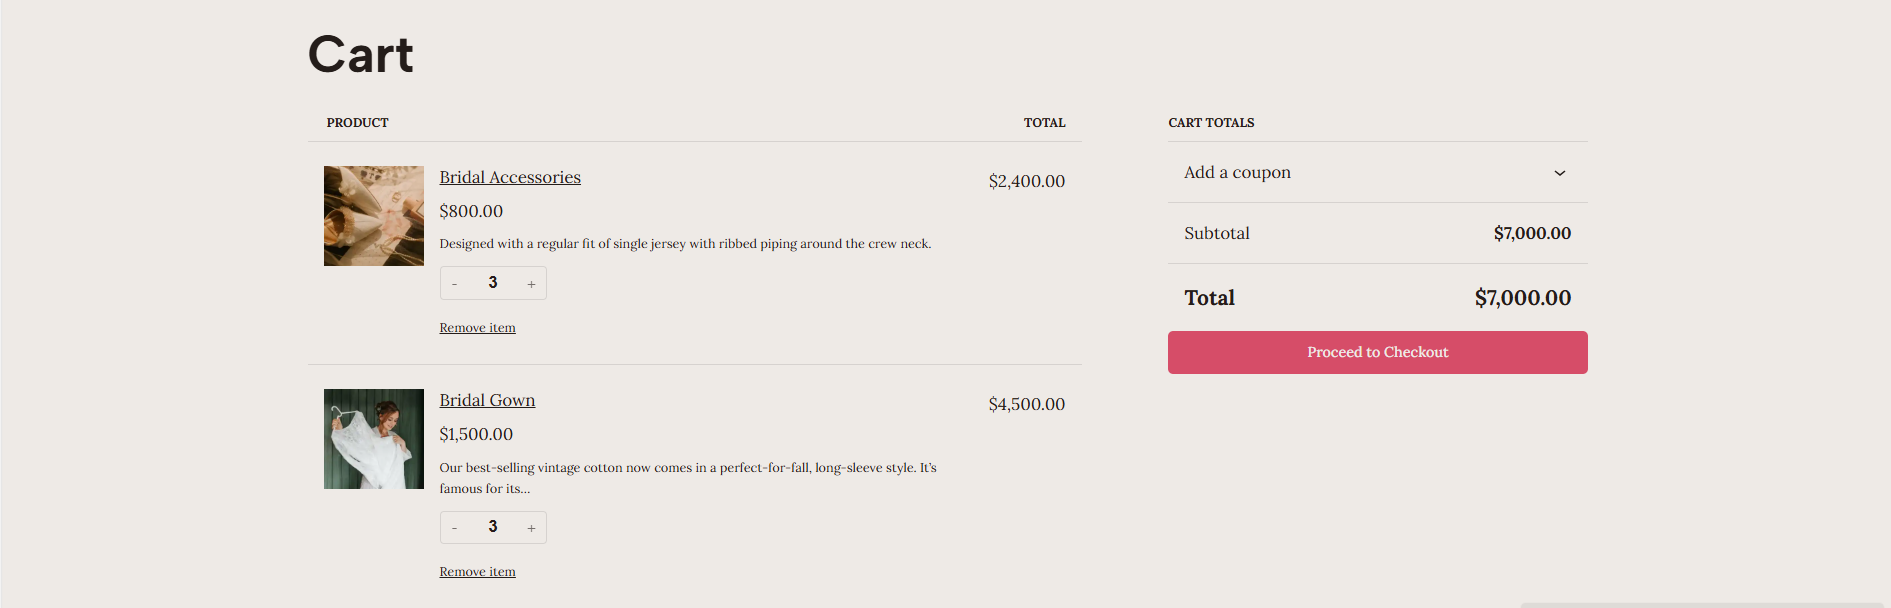 Cart
PRODUCT
TOTAL
Bridal Accessories
$2,400.00
$800.00
Designed with a regular fit of single jersey with ribbed piping around the crew neck.
- 3 +
Remove item
Bridal Gown
$4,500.00
$1,500.00
Our best-selling vintage cotton now comes in a perfect-for-fall, long-sleeve style. It’s
famous for its…
- 3 +
Remove item
CART TOTALS
Add a coupon
Subtotal
$7,000.00
Total
$7,000.00
Proceed to Checkout